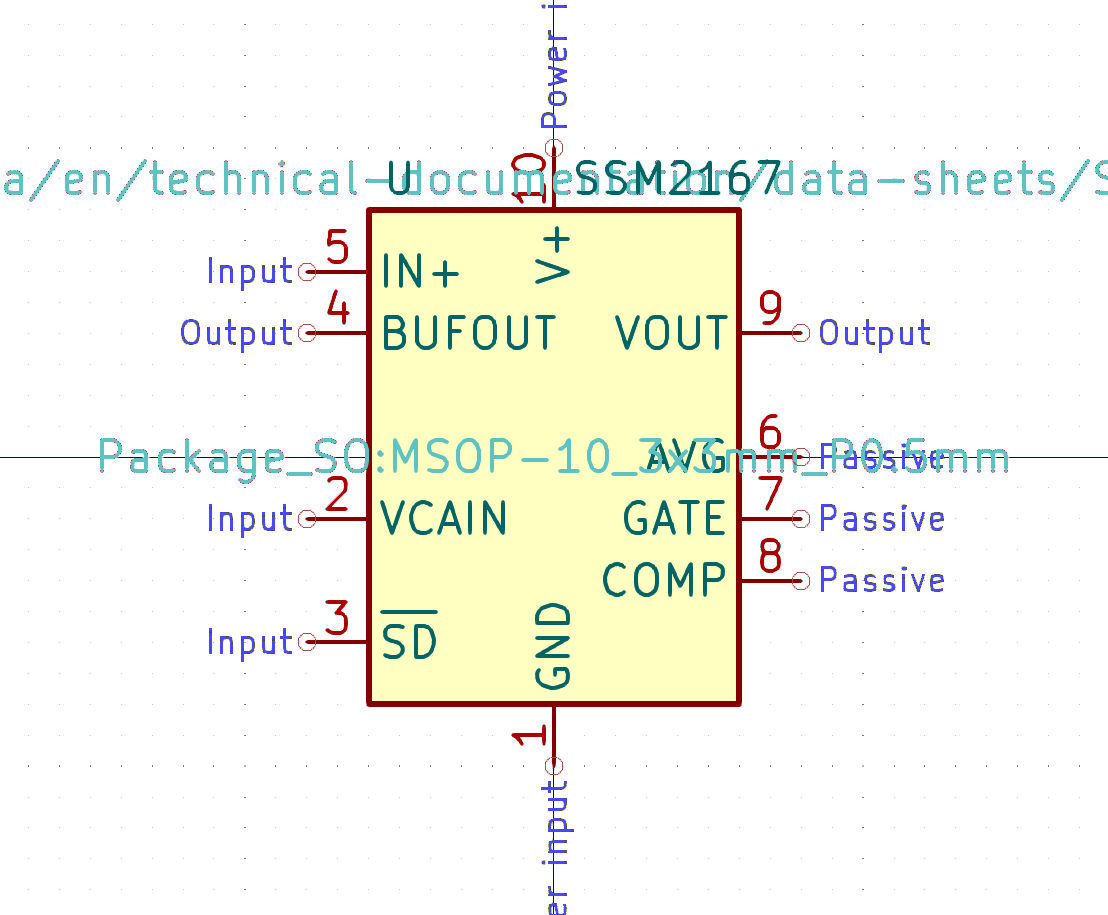 Power i
10
a/en/technical-documentation/data-sheets/S
U
SSM2167
V+
5
Input
IN+
4
Output
BUFOUT
VOUT
9
Output
Package_SO:MSOP-10_3x3mm_P0.5mm
AVG
6
Passive
2
Input
VCAIN
GATE
7
Passive
COMP
8
Passive
3
Input
SD
GND
1
er input